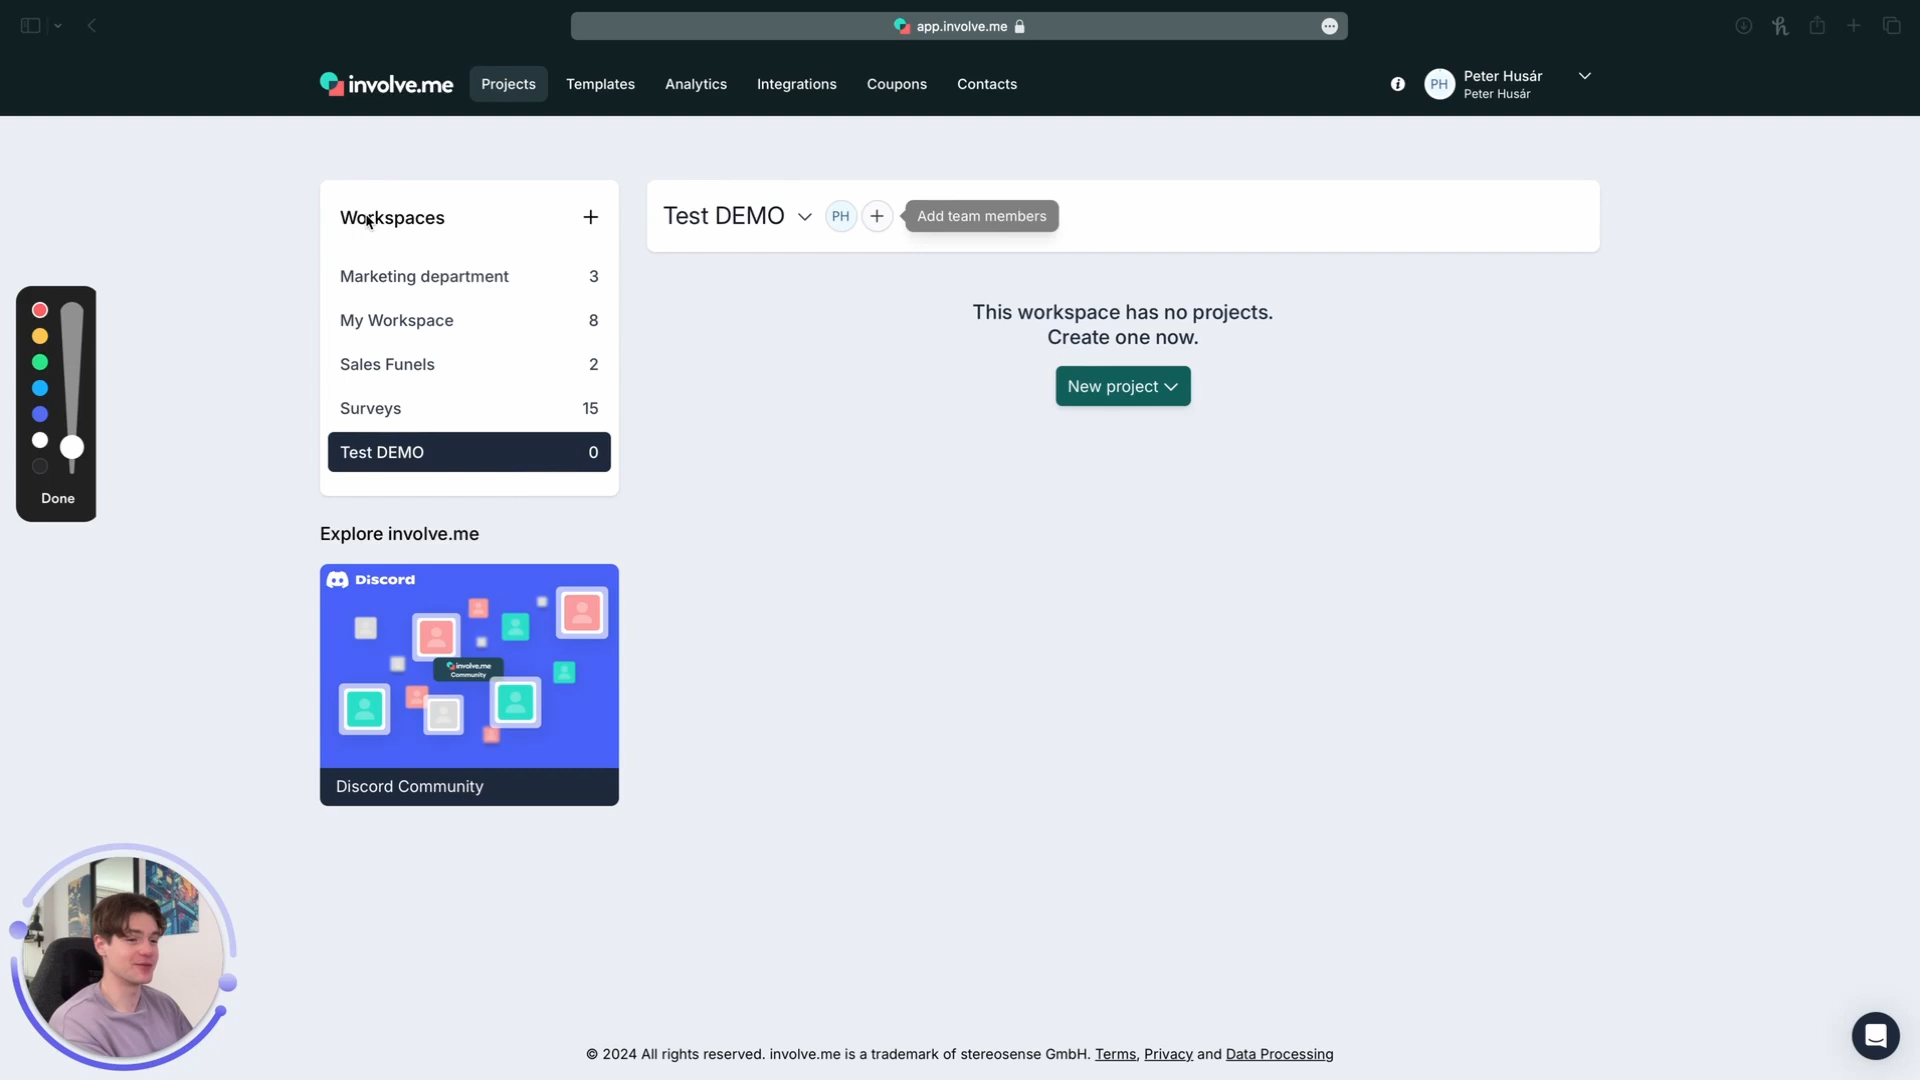 app.involve.me
involve.me
Projects
Templates
Analytics
Integrations
Coupons
Contacts
PH
Peter Husár
Peter Husár
Workspaces
Marketing department 3
My Workspace 8
Sales Funels 2
Surveys 15
Test DEMO 0
Test DEMO
PH
Add team members
This workspace has no projects.
Create one now.
New project
Done
Explore involve.me
Discord
involve.me
Community
Discord Community
© 2024 All rights reserved. involve.me is a trademark of stereosense GmbH. Terms, Privacy and Data Processing